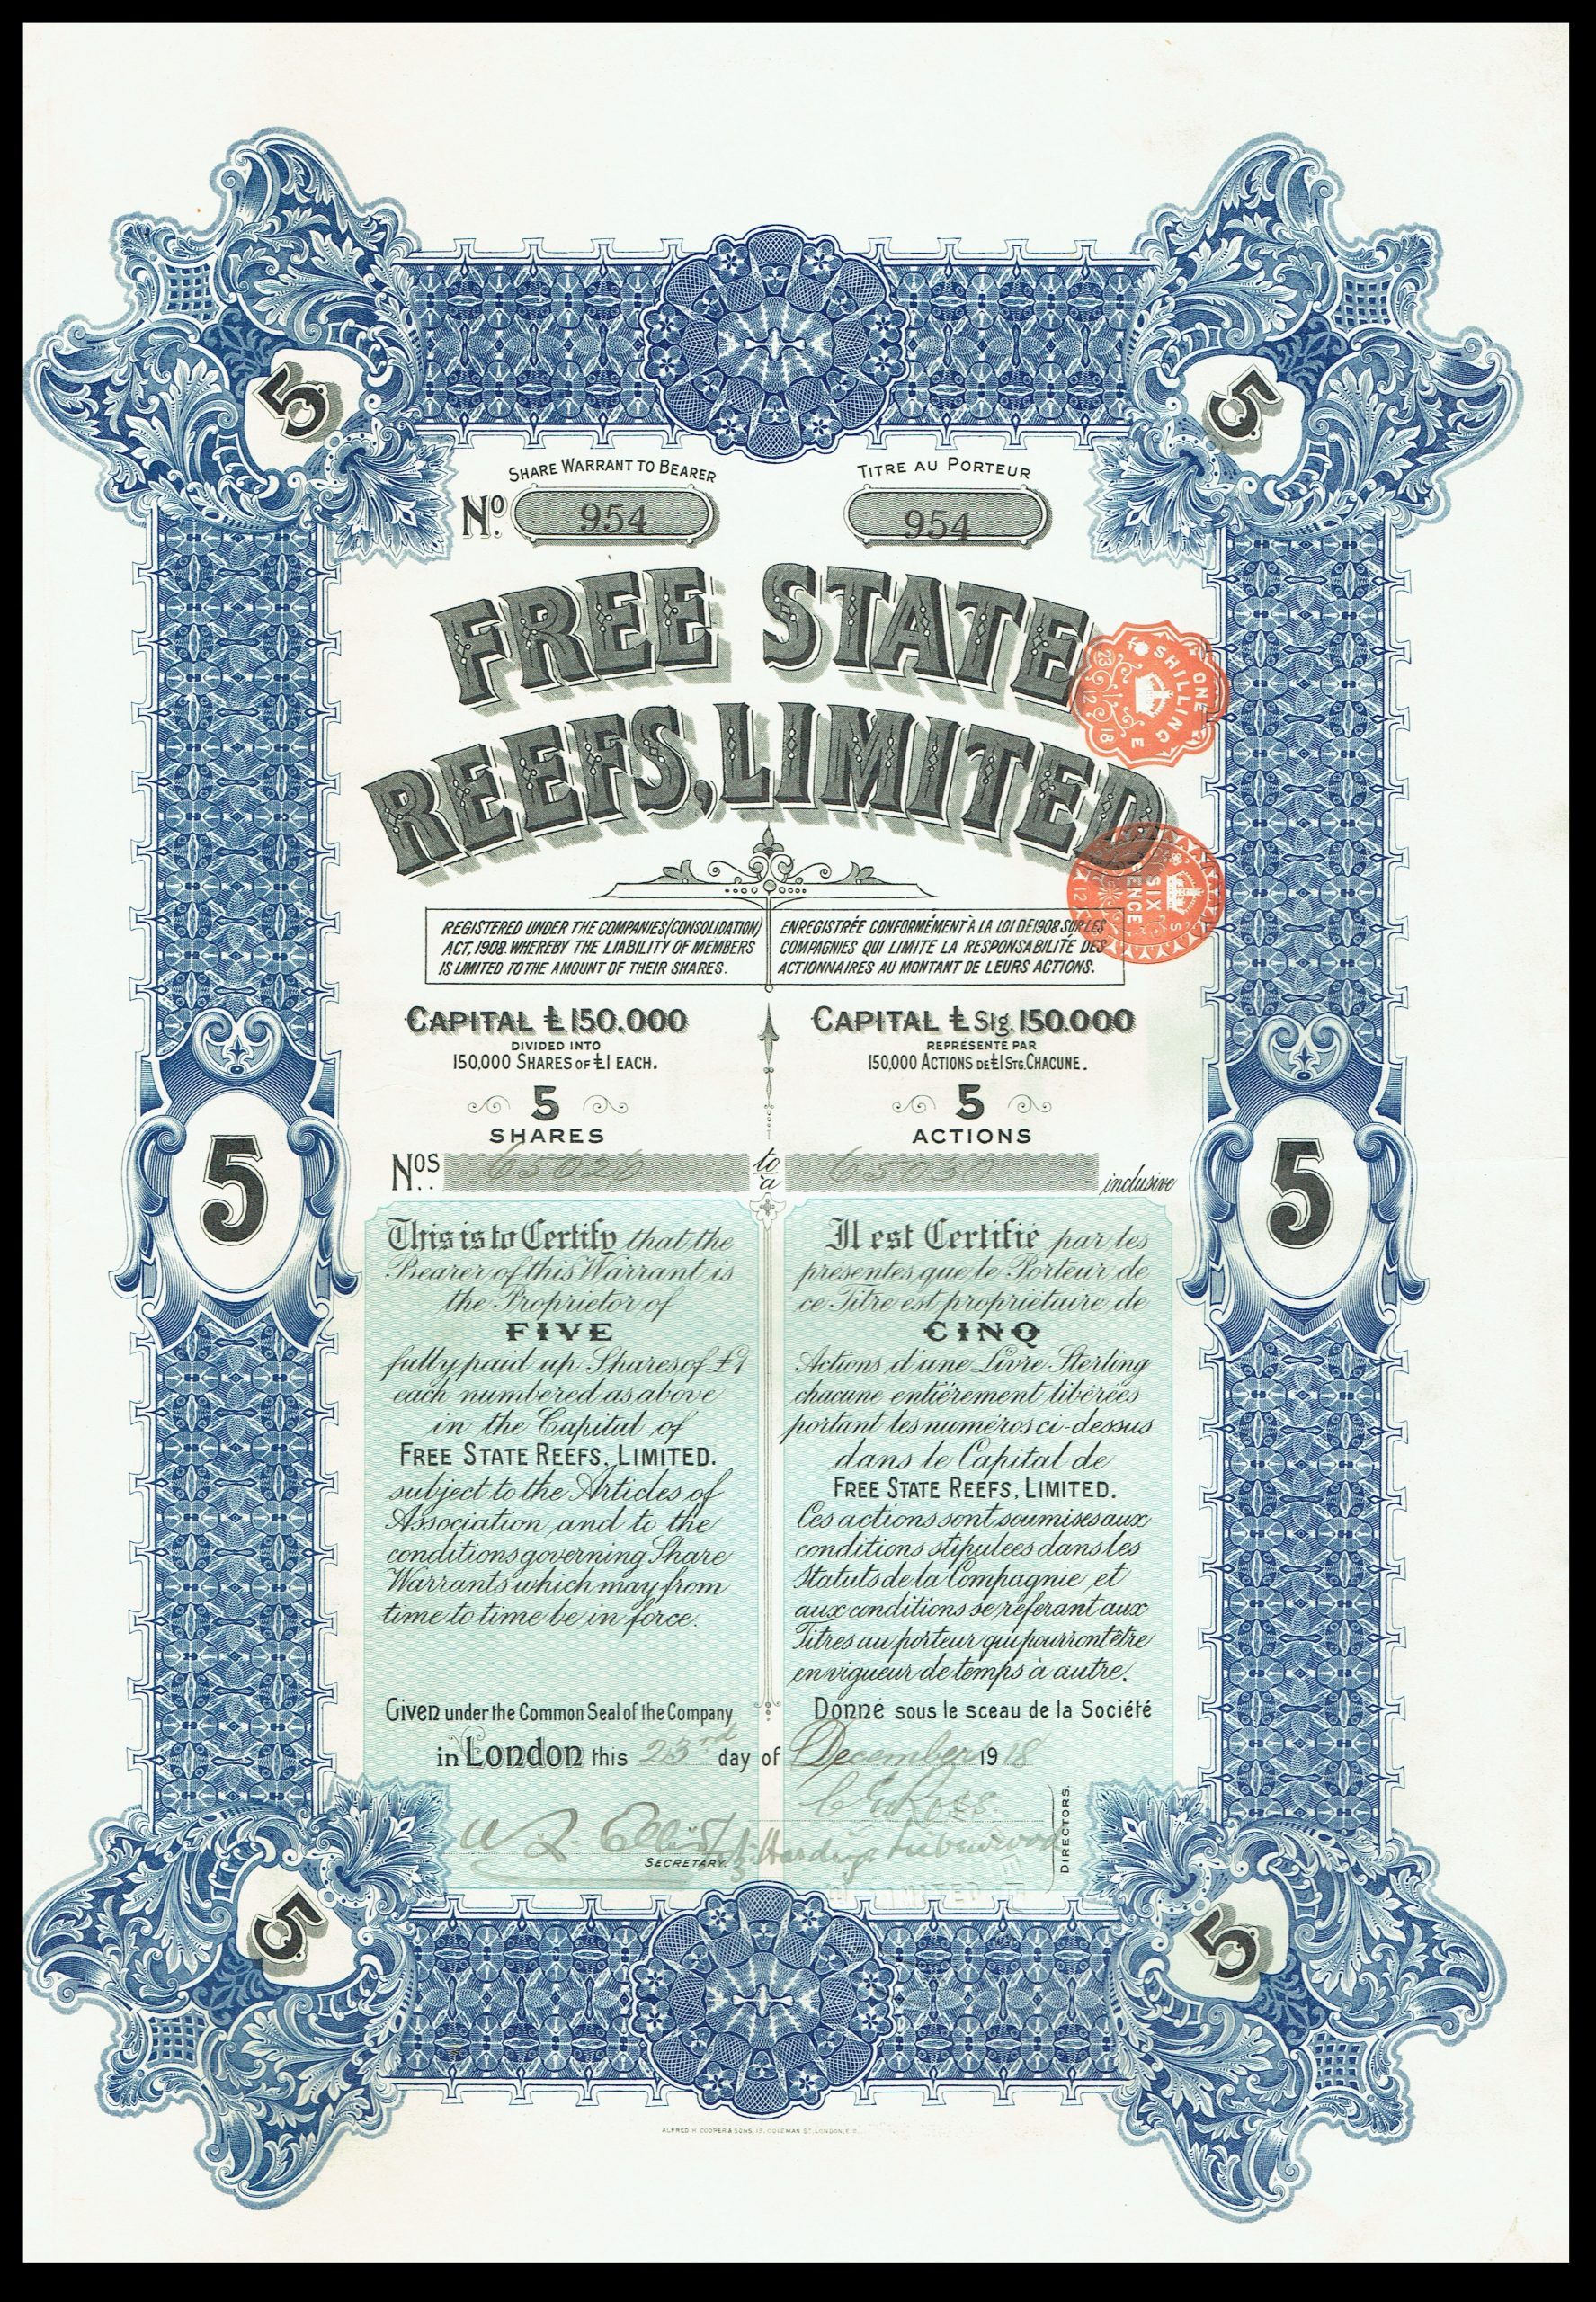 5
5
SHARE WARRANT TO BEARER
TITRE AU PORTEUR
No. 954
954
FREE STATE
REEFS, LIMITED.
ONE SHILLING
E
23 12 18
SIX PENCE
12
REGISTERED UNDER THE COMPANIES (CONSOLIDATION)
ACT, 1908. WHEREBY THE LIABILITY OF MEMBERS
IS LIMITED TO THE AMOUNT OF THEIR SHARES.
ENREGISTRÉE CONFORMÉMENT À LA LOI DE 1908 SUR LES
COMPAGNIES QUI LIMITE LA RESPONSABILITÉ DES
ACTIONNAIRES AU MONTANT DE LEURS ACTIONS.
CAPITAL £150.000
DIVIDED INTO
150,000 SHARES OF £1 EACH.
5
SHARES
CAPITAL £ Stg. 150.000
REPRÉSENTÉ PAR
150,000 ACTIONS DE £1 STG. CHACUNE.
5
ACTIONS
Nos. 65026 to/a 65030 inclusive
5
5
This is to Certify that the
Bearer of this Warrant is
the Proprietor of
FIVE
fully paid up Shares of £1
each numbered as above
in the Capital of
FREE STATE REEFS, LIMITED.
subject to the Articles of
Association and to the
conditions governing Share
Warrants which may from
time to time be in force.
Il est Certifié par les
présentes que le Porteur de
ce Titre est propriétaire de
CINQ
Actions d'une Livre Sterling
chacune entièrement libérées
portant les numéros ci-dessus
dans le Capital de
FREE STATE REEFS, LIMITED.
Ces actions sont soumises aux
conditions stipulées dans les
Statuts de la Compagnie et
aux conditions se référant aux
Titres au porteur qui pourront être
en vigueur de temps à autre.
Given under the Common Seal of the Company
Donné sous le sceau de la Société
in London this 23rd day of December 1918
SECRETARY.
DIRECTORS.
5
5
ALFRED H. COOPER & SONS, COLEMAN ST. LONDON, E.C.